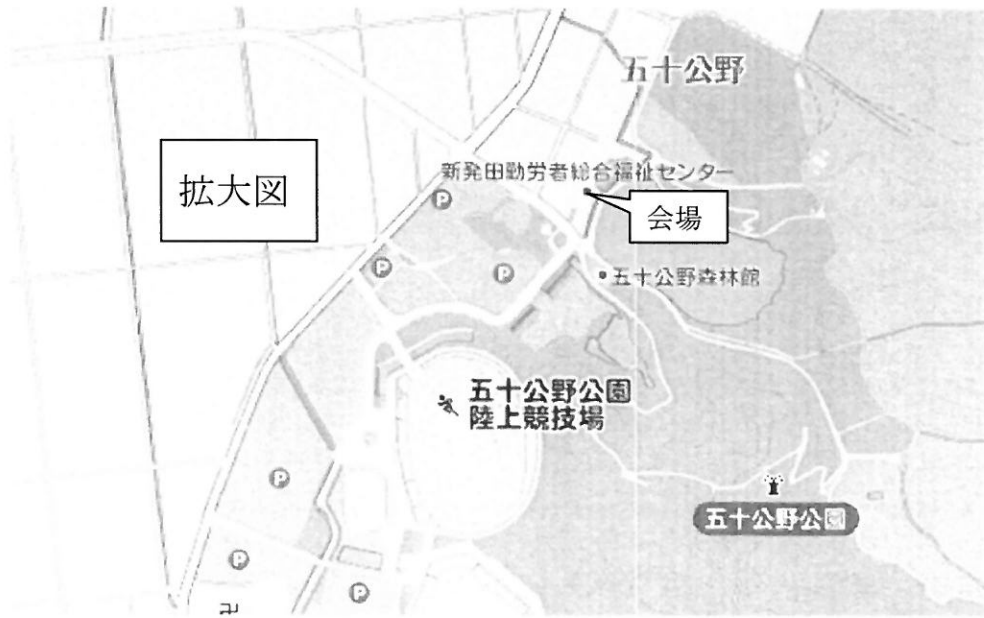 五十公野
拡大図
新発田勤労者総合福祉センター
P
会場
P
P
五十公野森林館
五十公野公園
陸上競技場
P
五十公野公園
P
P
卍